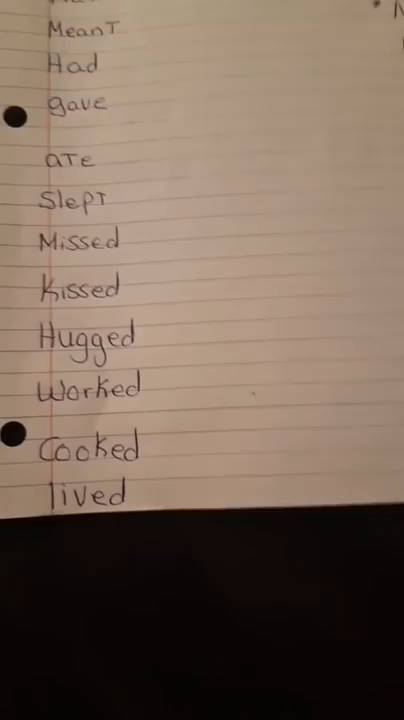 MeanT
Had
gave
aTe
SlepT
Missed
Kissed
Hugged
Worked
Cooked
lived